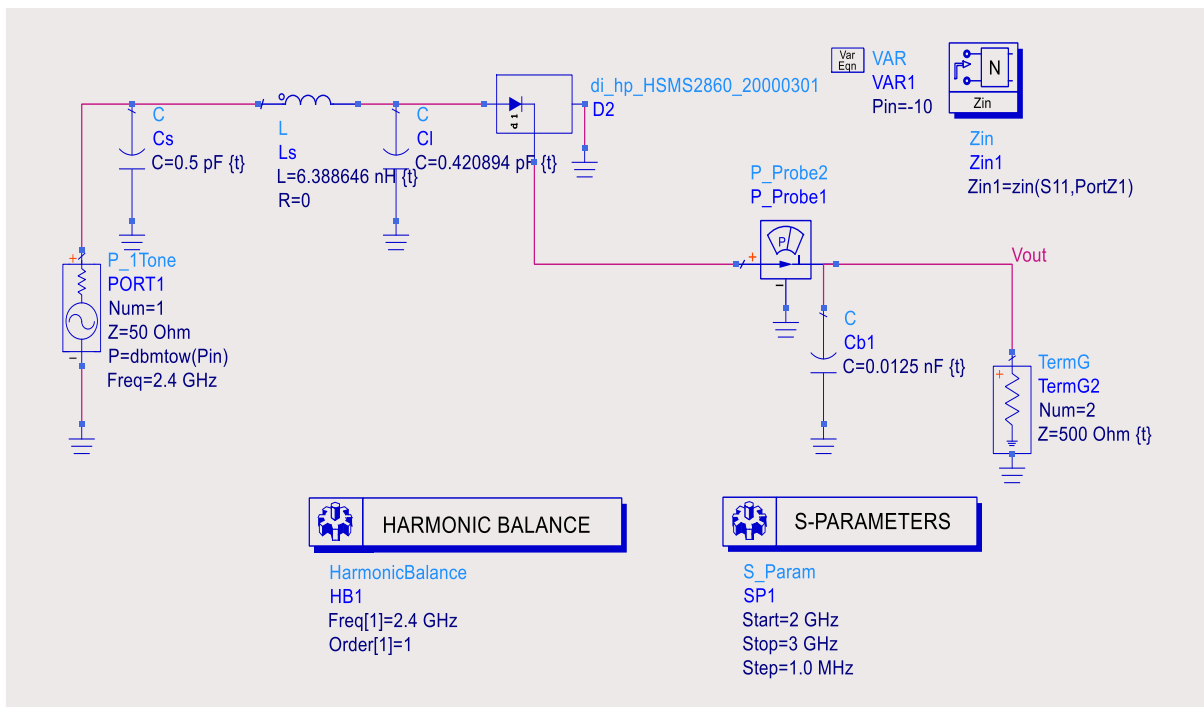 Var
Eqn
VAR
VAR1
Pin=-10
N
Zin
Zin
Zin1
Zin1=zin(S11,PortZ1)
di_hp_HSMS2860_20000301
D2
d1
C
Cs
C=0.5 pF {t}
L
Ls
L=6.388646 nH {t}
R=0
C
Cl
C=0.420894 pF {t}
P_Probe2
P_Probe1
P
I
+
−
Vout
+
−
P_1Tone
PORT1
Num=1
Z=50 Ohm
P=dbmtow(Pin)
Freq=2.4 GHz
C
Cb1
C=0.0125 nF {t}
+
TermG
TermG2
Num=2
Z=500 Ohm {t}
HARMONIC BALANCE
HarmonicBalance
HB1
Freq[1]=2.4 GHz
Order[1]=1
S-PARAMETERS
S_Param
SP1
Start=2 GHz
Stop=3 GHz
Step=1.0 MHz